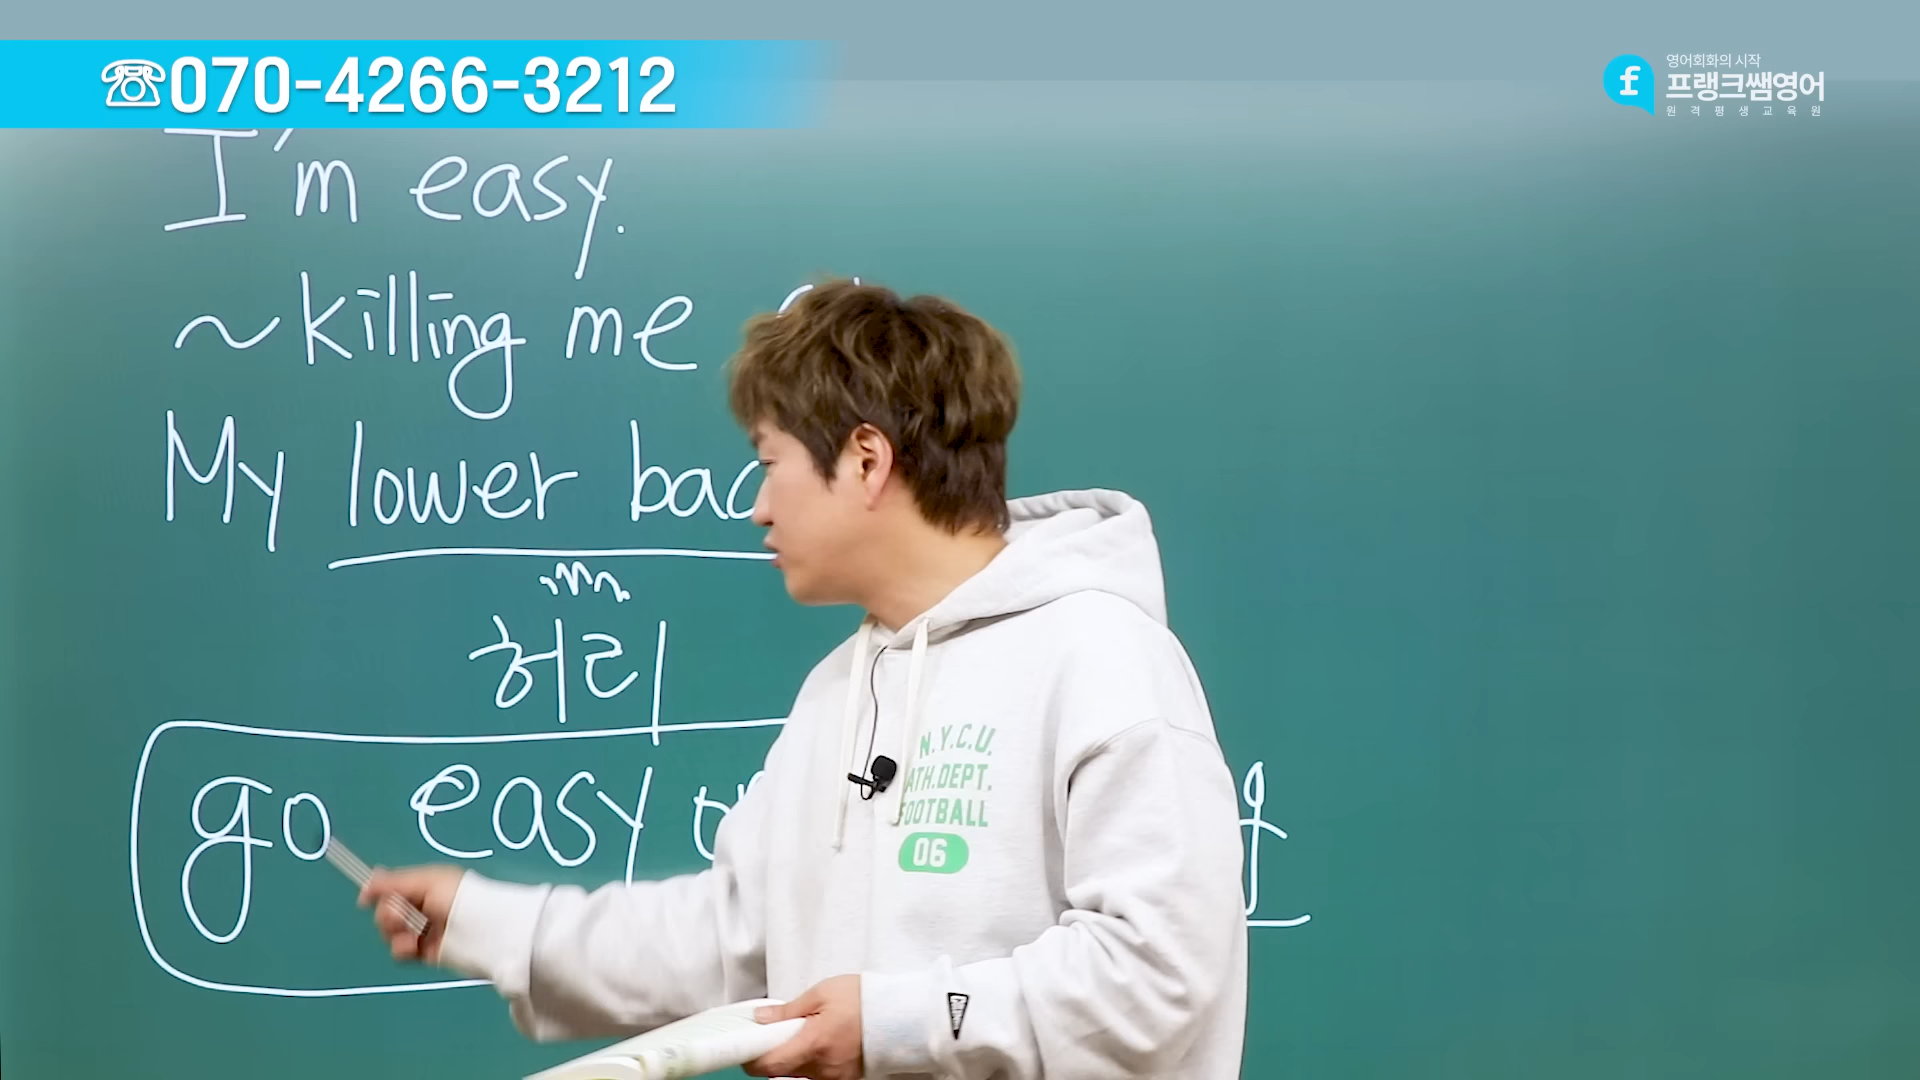 ☏070-4266-3212
영어회화의 시작
프랭크쌤영어
원격평생교육원
I'm easy.
~killing me
My lower
허리
go easy
N.Y.C.U.
ATH.DEPT.
FOOTBALL
06